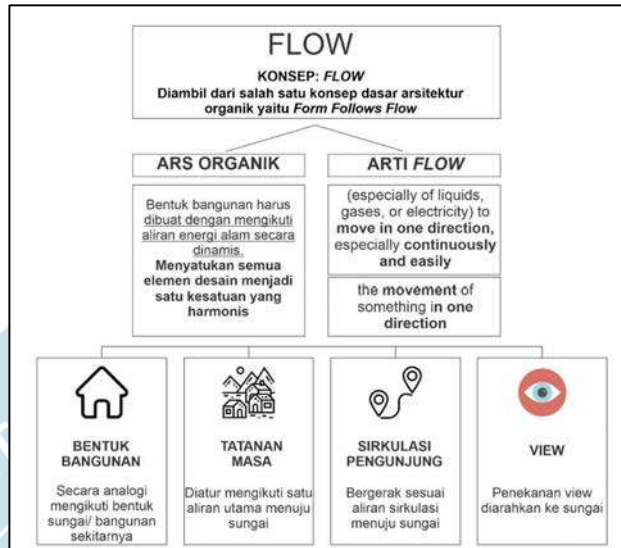 FLOW
KONSEP: FLOW
Diambil dari salah satu konsep dasar arsitektur
organik yaitu Form Follows Flow
ARS ORGANIK
Bentuk bangunan harus
dibuat dengan mengikuti
aliran energi alam secara
dinamis.
Menyatukan semua
elemen desain menjadi
satu kesatuan yang
harmonis
ARTI FLOW
(especially of liquids,
gases, or electricity) to
move in one direction,
especially continuously
and easily
the movement of
something in one
direction
BENTUK
BANGUNAN
Secara analogi
mengikuti bentuk
sungai/ bangunan
sekitarnya
TATANAN
MASA
Diatur mengikuti satu
aliran utama menuju
sungai
SIRKULASI
PENGUNJUNG
Bergerak sesuai
aliran sirkulasi
menuju sungai
VIEW
Penekanan view
diarahkan ke sungai